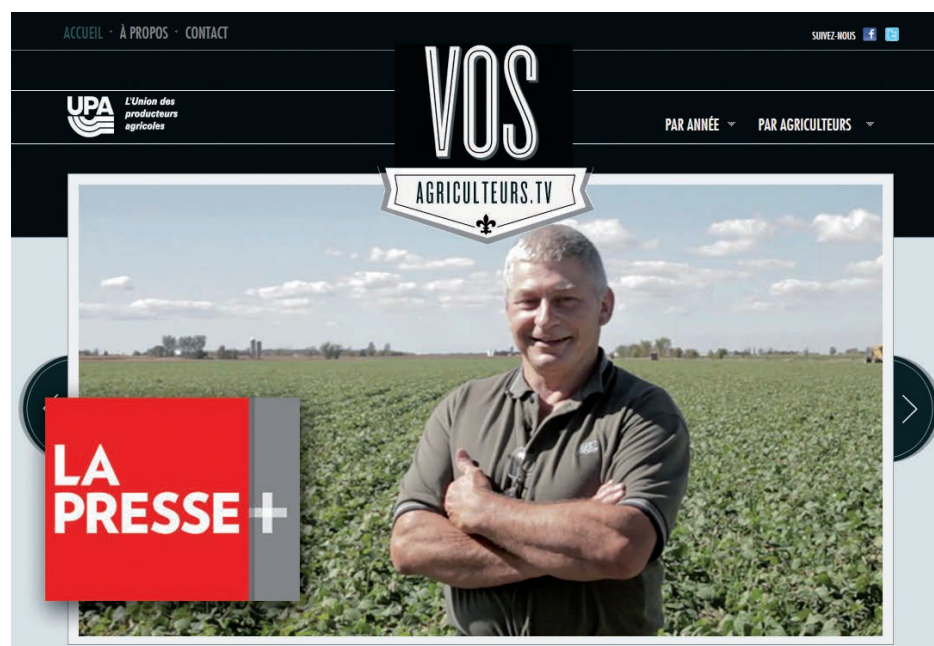 ACCUEIL · À PROPOS · CONTACT
SUIVEZ-NOUS f t
VOS
AGRICULTEURS.TV
UPA
L'Union des
producteurs
agricoles
PAR ANNÉE
PAR AGRICULTEURS
LA
PRESSE+